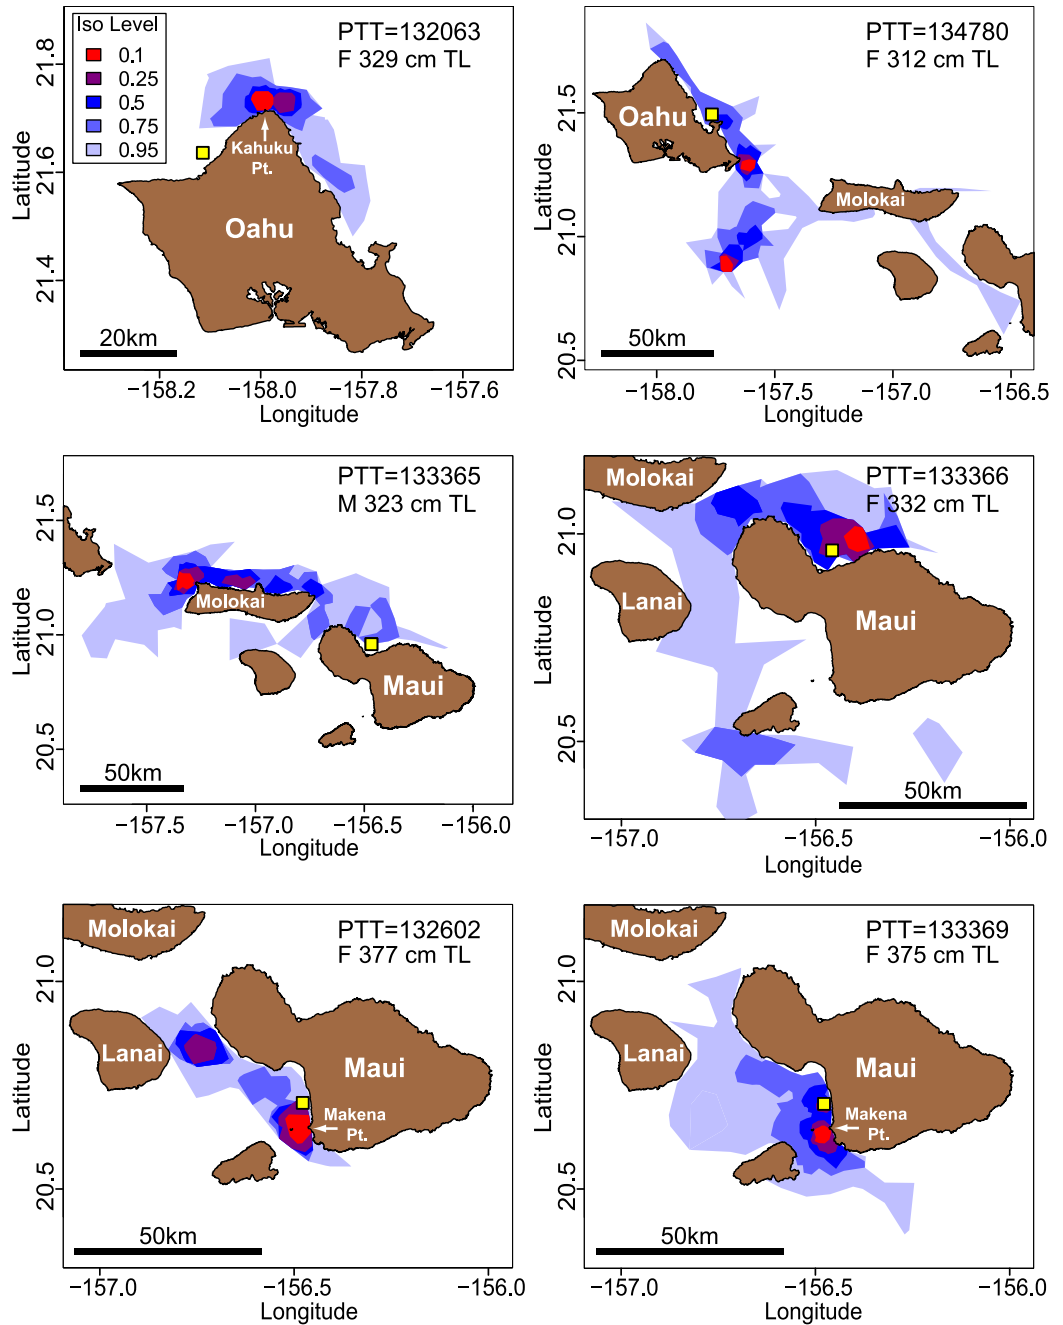 Iso Level
0.1
0.25
0.5
0.75
0.95
PTT=132063
F 329 cm TL
Kahuku
Pt.
Oahu
20km
Latitude
21.8
21.6
21.4
−158.2
−158.0
−157.8
−157.6
Longitude
PTT=134780
F 312 cm TL
Oahu
Molokai
50km
Latitude
21.5
21.0
20.5
−158.0
−157.5
−157.0
−156.5
Longitude
PTT=133365
M 323 cm TL
Molokai
Maui
50km
Latitude
21.5
21.0
20.5
−157.5
−157.0
−156.5
−156.0
Longitude
Molokai
PTT=133366
F 332 cm TL
Lanai
Maui
50km
Latitude
21.0
20.5
−157.0
−156.5
−156.0
Longitude
Molokai
PTT=132602
F 377 cm TL
Lanai
Maui
Makena
Pt.
50km
Latitude
21.0
20.5
−157.0
−156.5
−156.0
Longitude
Molokai
PTT=133369
F 375 cm TL
Lanai
Maui
Makena
Pt.
50km
Latitude
21.0
20.5
−157.0
−156.5
−156.0
Longitude